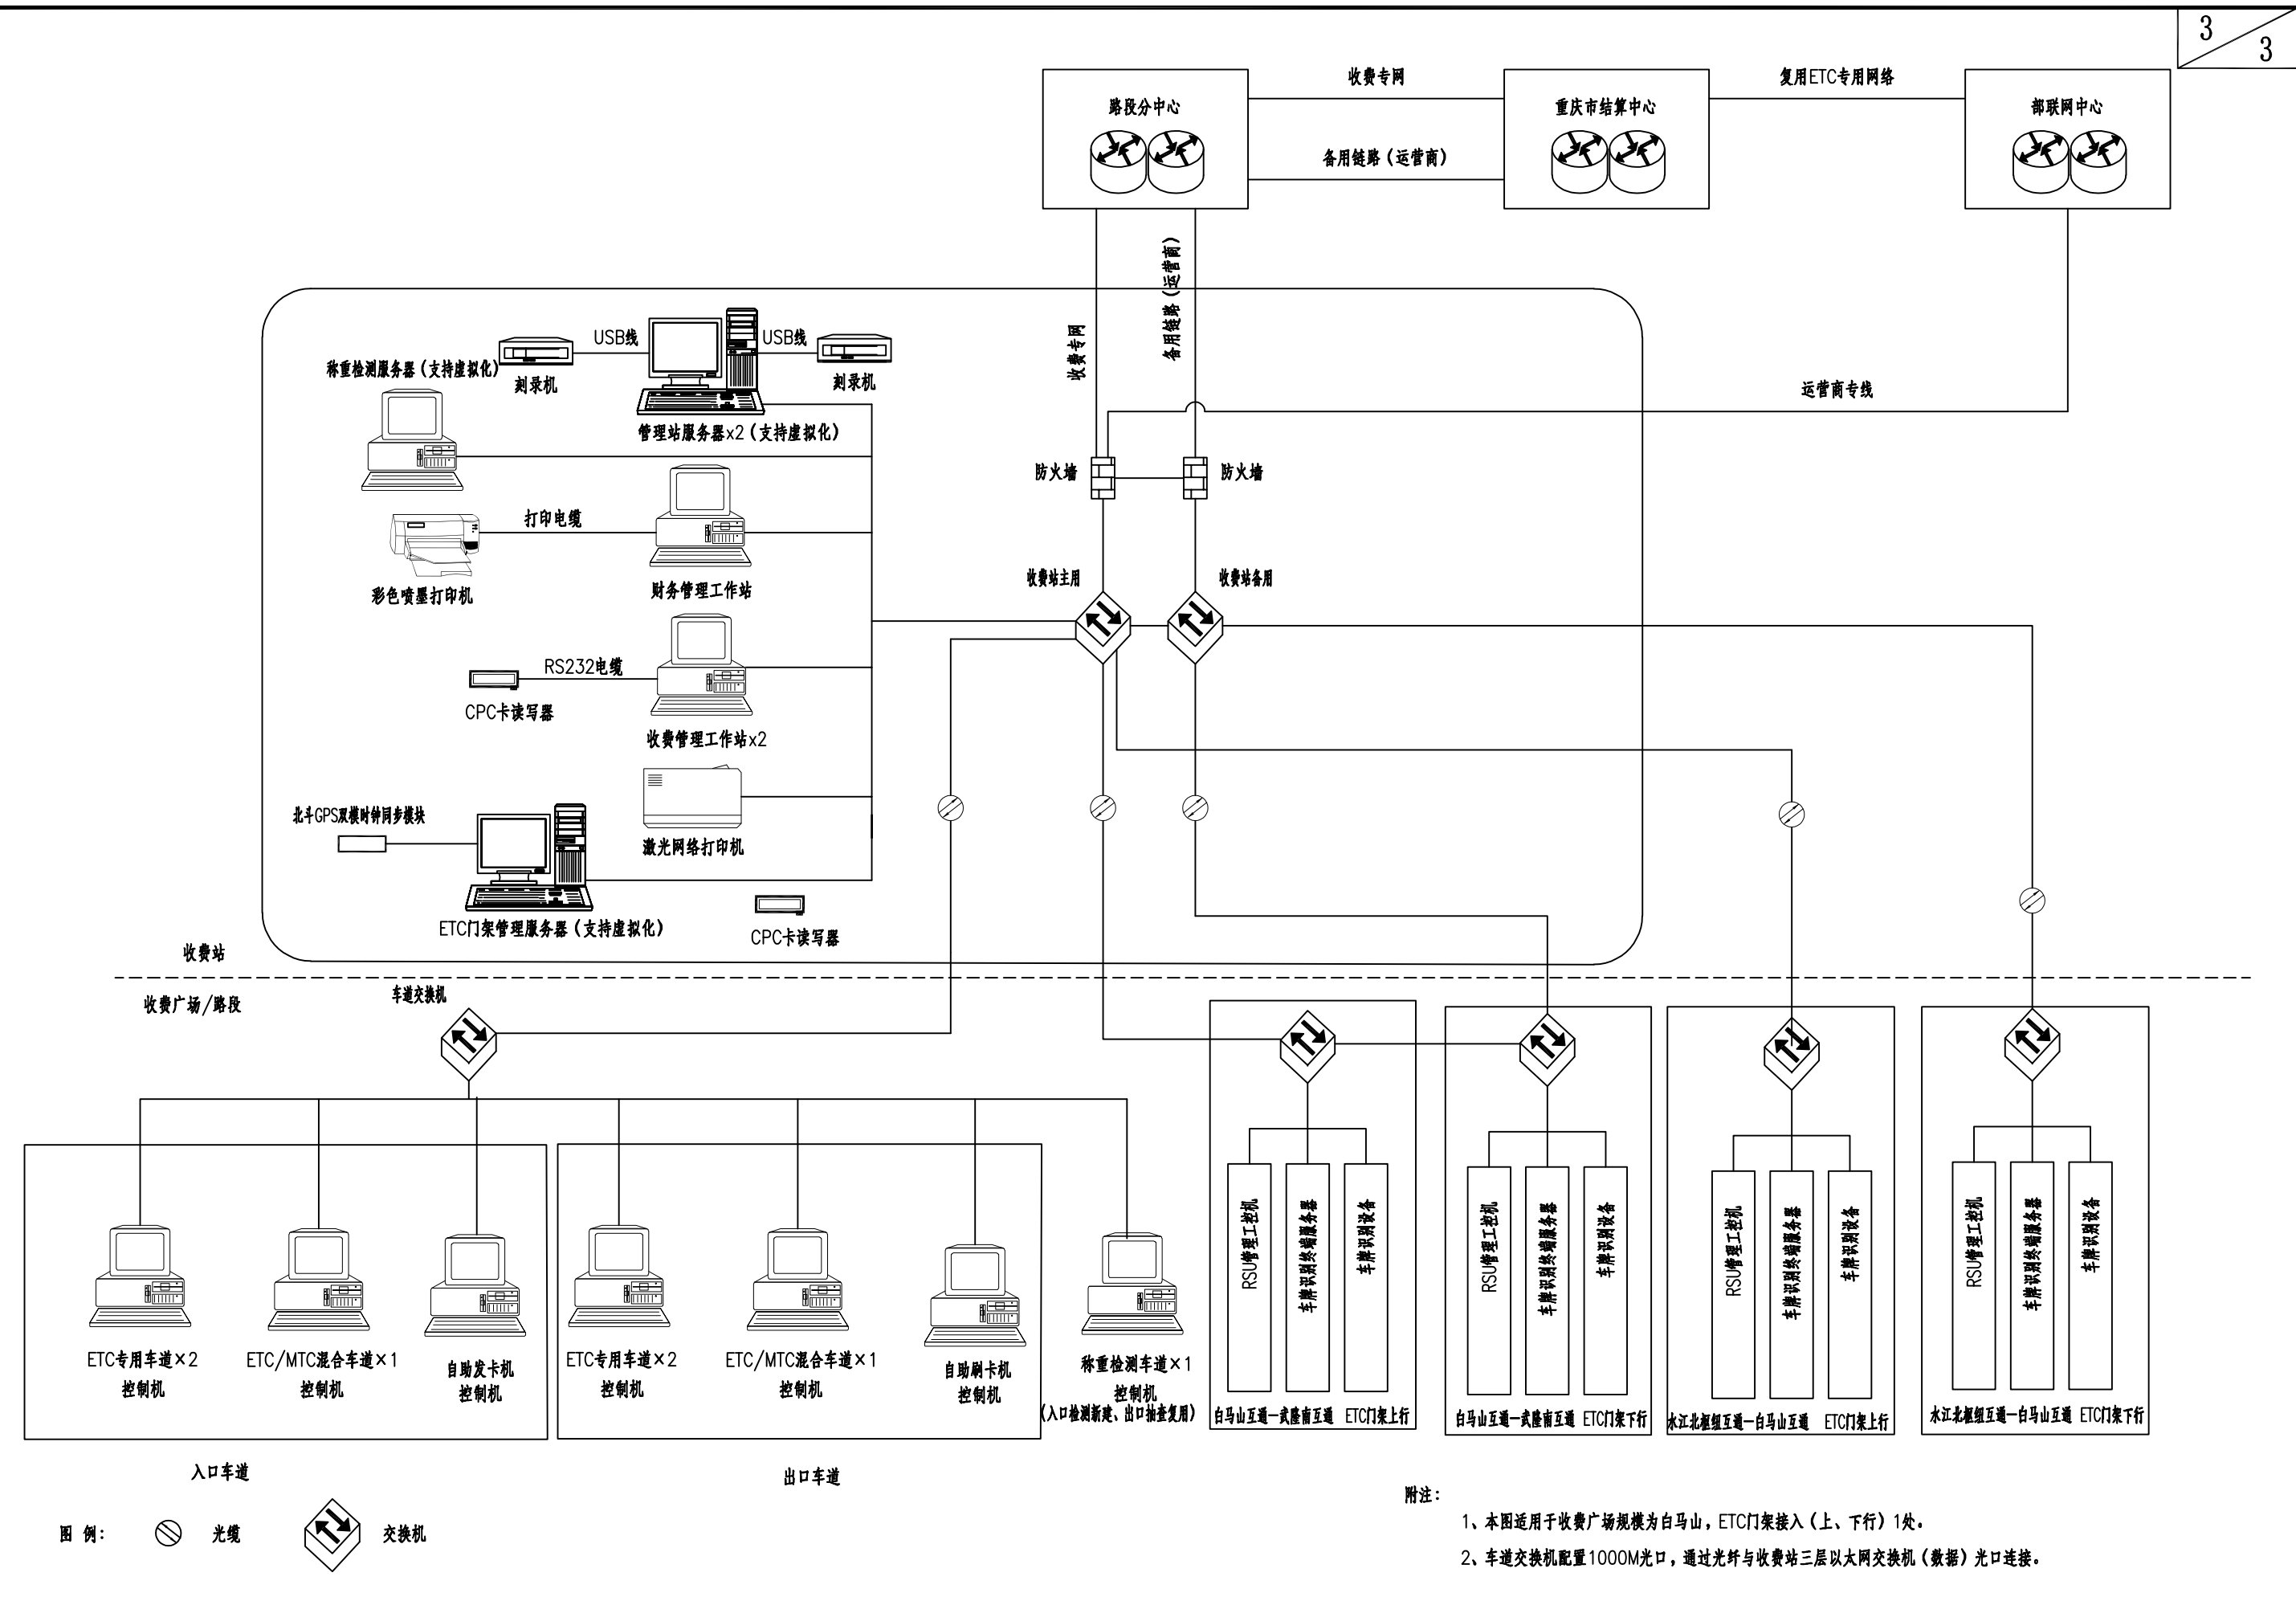 3
3
收费专网
复用ETC专用网络
路段分中心
重庆市结算中心
部联网中心
备用链路（运营商）
收费专网
备用链路（运营商）
USB线
USB线
称重检测服务器（支持虚拟化）
刻录机
刻录机
运营商专线
管理站服务器x2（支持虚拟化）
防火墙
防火墙
打印电缆
彩色喷墨打印机
财务管理工作站
收费站主用
收费站备用
RS232电缆
CPC卡读写器
收费管理工作站x2
北斗GPS双模时钟同步模块
激光网络打印机
ETC门架管理服务器（支持虚拟化）
CPC卡读写器
收费站
收费广场/路段
车道交换机
RSU管理工控机
车牌识别终端服务器
车牌识别设备
RSU管理工控机
车牌识别终端服务器
车牌识别设备
RSU管理工控机
车牌识别终端服务器
车牌识别设备
RSU管理工控机
车牌识别终端服务器
车牌识别设备
ETC专用车道×2
控制机
ETC/MTC混合车道×1
控制机
自助发卡机
控制机
ETC专用车道×2
控制机
ETC/MTC混合车道×1
控制机
自助刷卡机
控制机
称重检测车道×1
控制机
（入口检测新建、出口抽查复用）
白马山互通—武隆南互通 ETC门架上行
白马山互通—武隆南互通 ETC门架下行
水江北枢纽互通—白马山互通 ETC门架上行
水江北枢纽互通—白马山互通 ETC门架下行
入口车道
出口车道
图 例：
光缆
交换机
附注：
1、本图适用于收费广场规模为白马山，ETC门架接入（上、下行）1处。
2、车道交换机配置1000M光口，通过光纤与收费站三层以太网交换机（数据）光口连接。